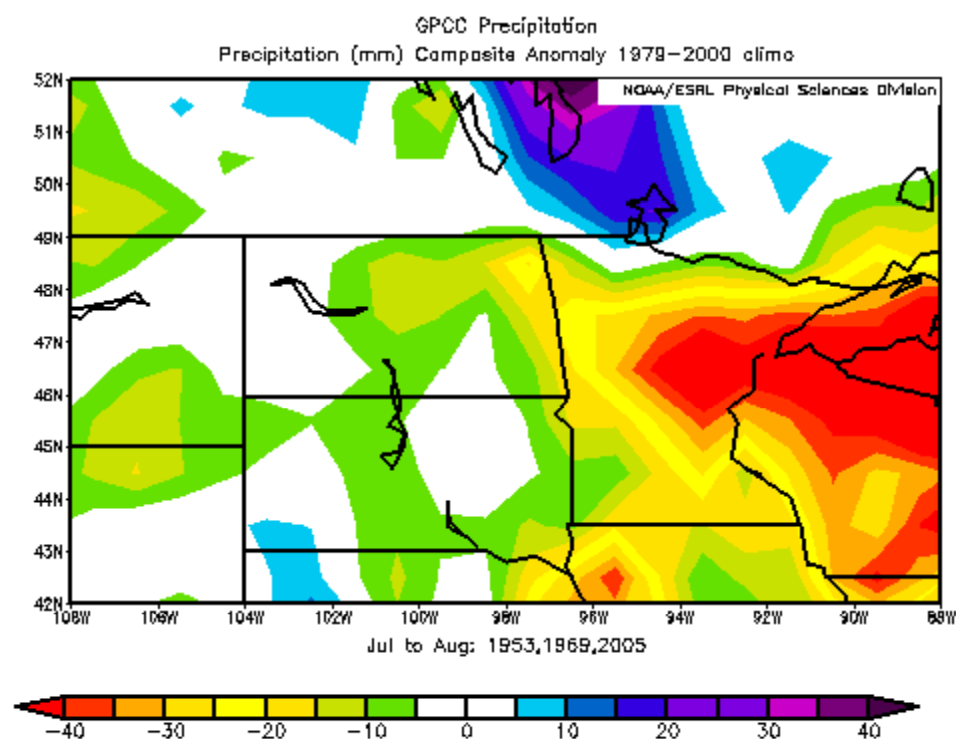 GPCC Precipitation
Precipitation (mm) Composite Anomaly 1979-2000 climo
NOAA/ESRL Physical Sciences Division
52N
51N
50N
49N
48N
47N
46N
45N
44N
43N
42N
108W 106W 104W 102W 100W 98W 96W 94W 92W 90W 88W
Jul to Aug: 1953,1969,2005
-40 -30 -20 -10 0 10 20 30 40